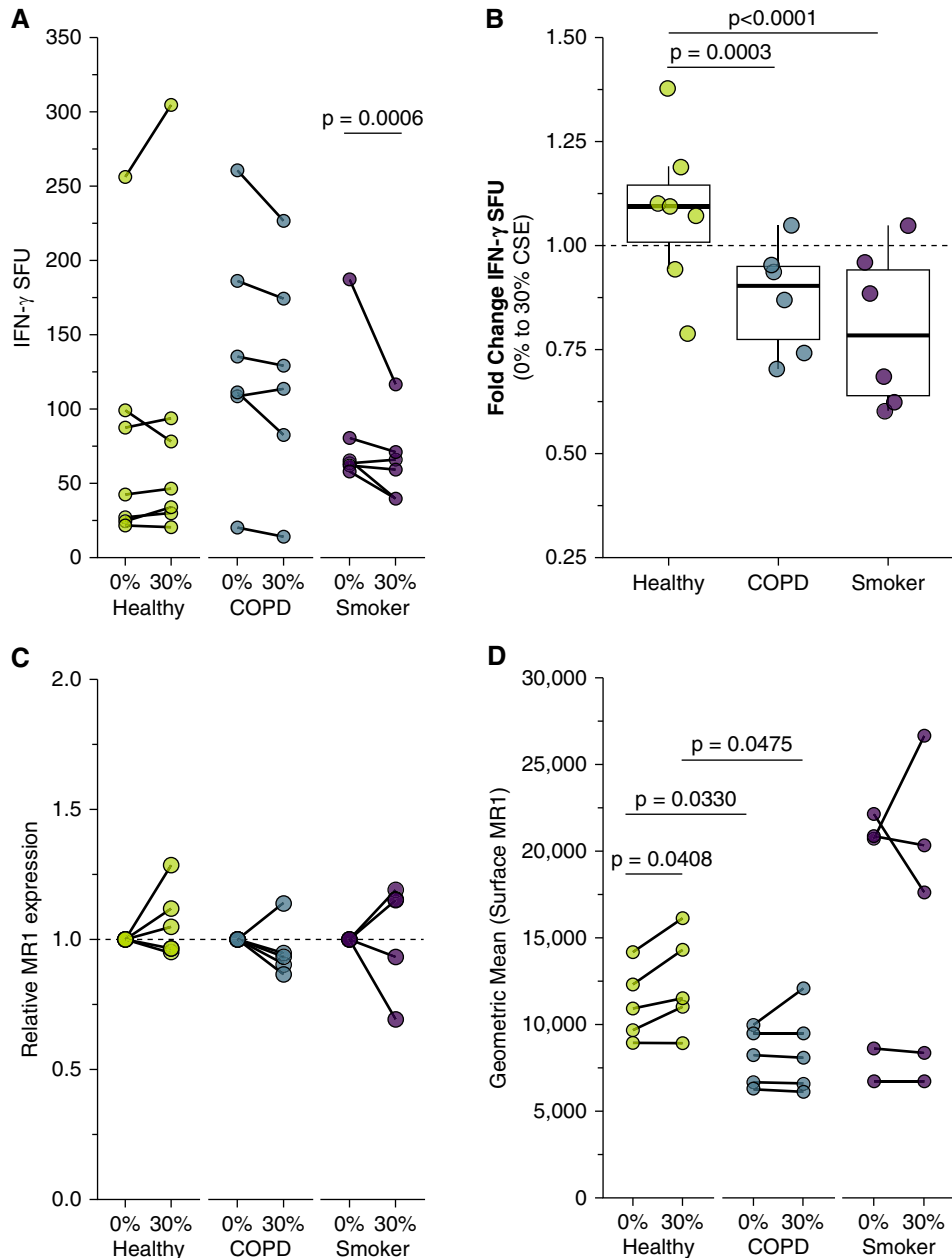 A
350
300
250
200
150
100
50
0
IFN-γ SFU
p = 0.0006
0% 30% 0% 30% 0% 30%
Healthy COPD Smoker
B
1.50
1.25
1.00
0.75
0.50
0.25
Fold Change IFN-γ SFU
(0% to 30% CSE)
p<0.0001
p = 0.0003
Healthy COPD Smoker
C
2.0
1.5
1.0
0.5
0.0
Relative MR1 expression
0% 30% 0% 30% 0% 30%
Healthy COPD Smoker
D
30,000
25,000
20,000
15,000
10,000
5,000
0
Geometric Mean (Surface MR1)
p = 0.0475
p = 0.0330
p = 0.0408
0% 30% 0% 30% 0% 30%
Healthy COPD Smoker